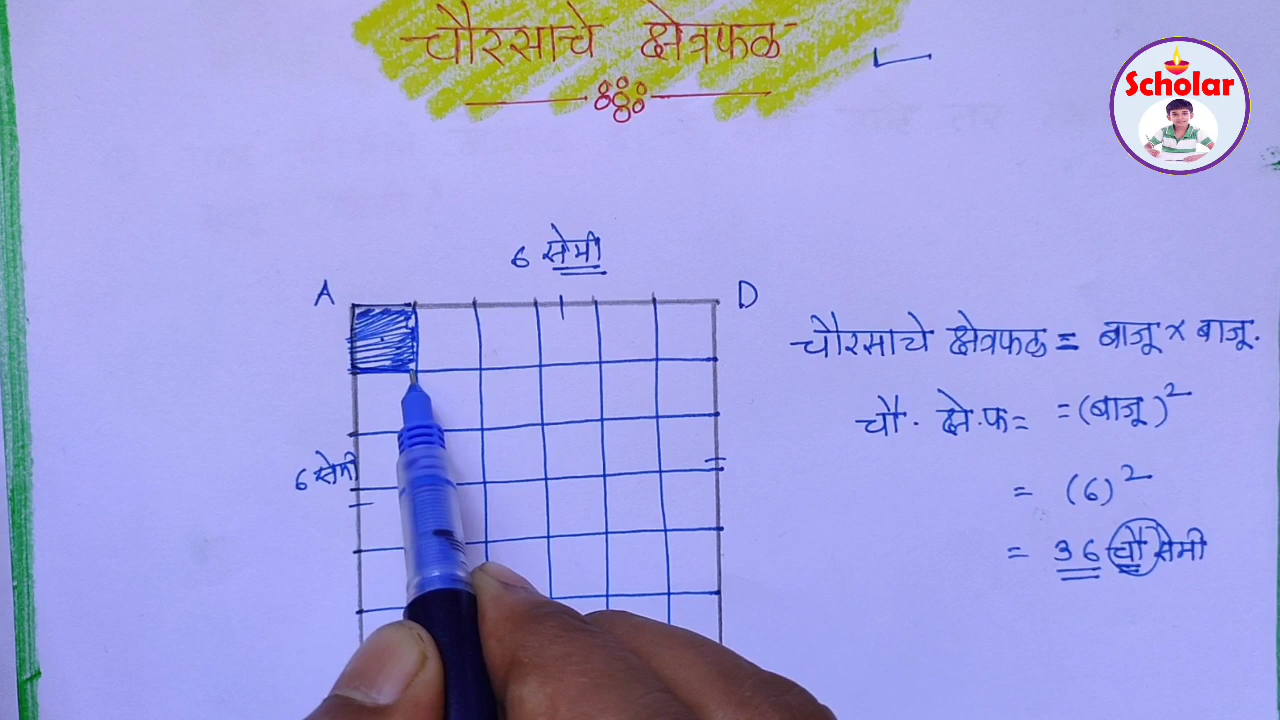 चौरसाचे क्षेत्रफळ
Scholar
6 सेमी
A
D
6 सेमी
चौरसाचे क्षेत्रफळ = बाजू × बाजू.
चौ. क्षे.फ = = (बाजू)²
= (6)²
= 36 चौ सेमी